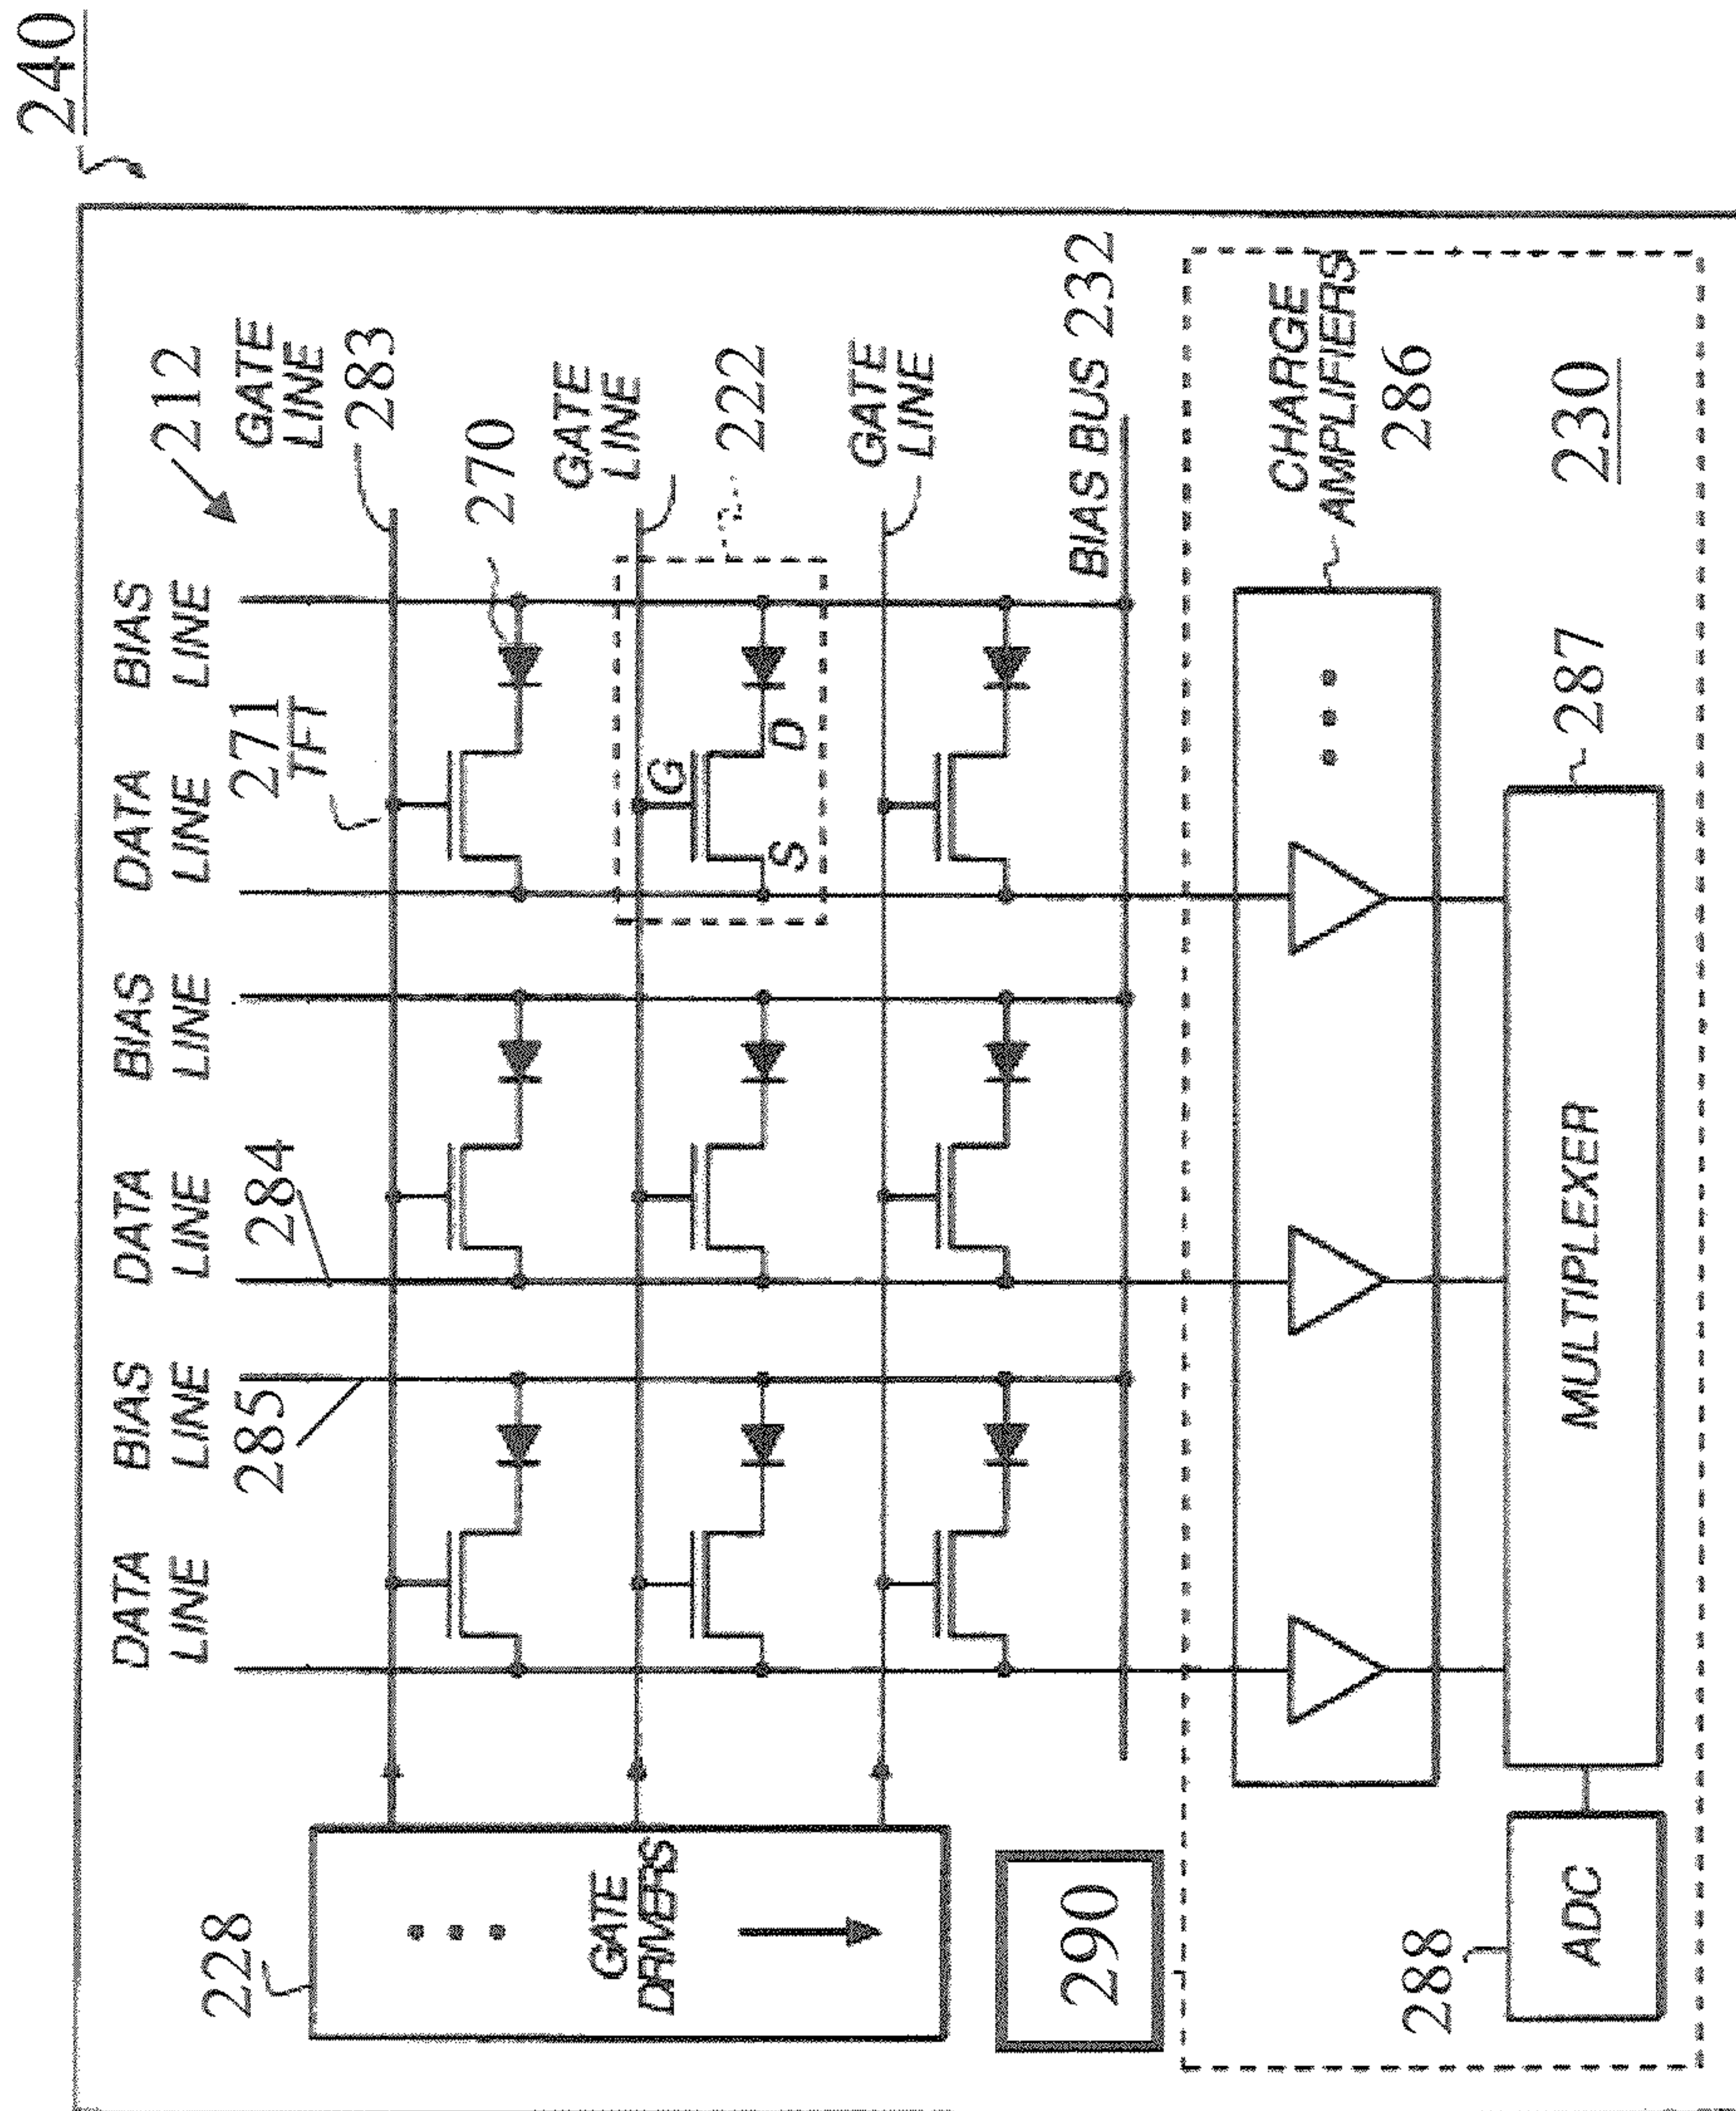 240
DATA
LINE
BIAS
LINE
DATA
LINE
BIAS
LINE
DATA
LINE
BIAS
LINE
212
285
284
271
TFT
GATE
LINE
283
228
270
GATE
LINE
222
G
S
D
GATE
LINE
GATE
DRIVERS
BIAS BUS 232
290
CHARGE
AMPLIFIERS
286
230
288
ADC
MULTIPLEXER
287